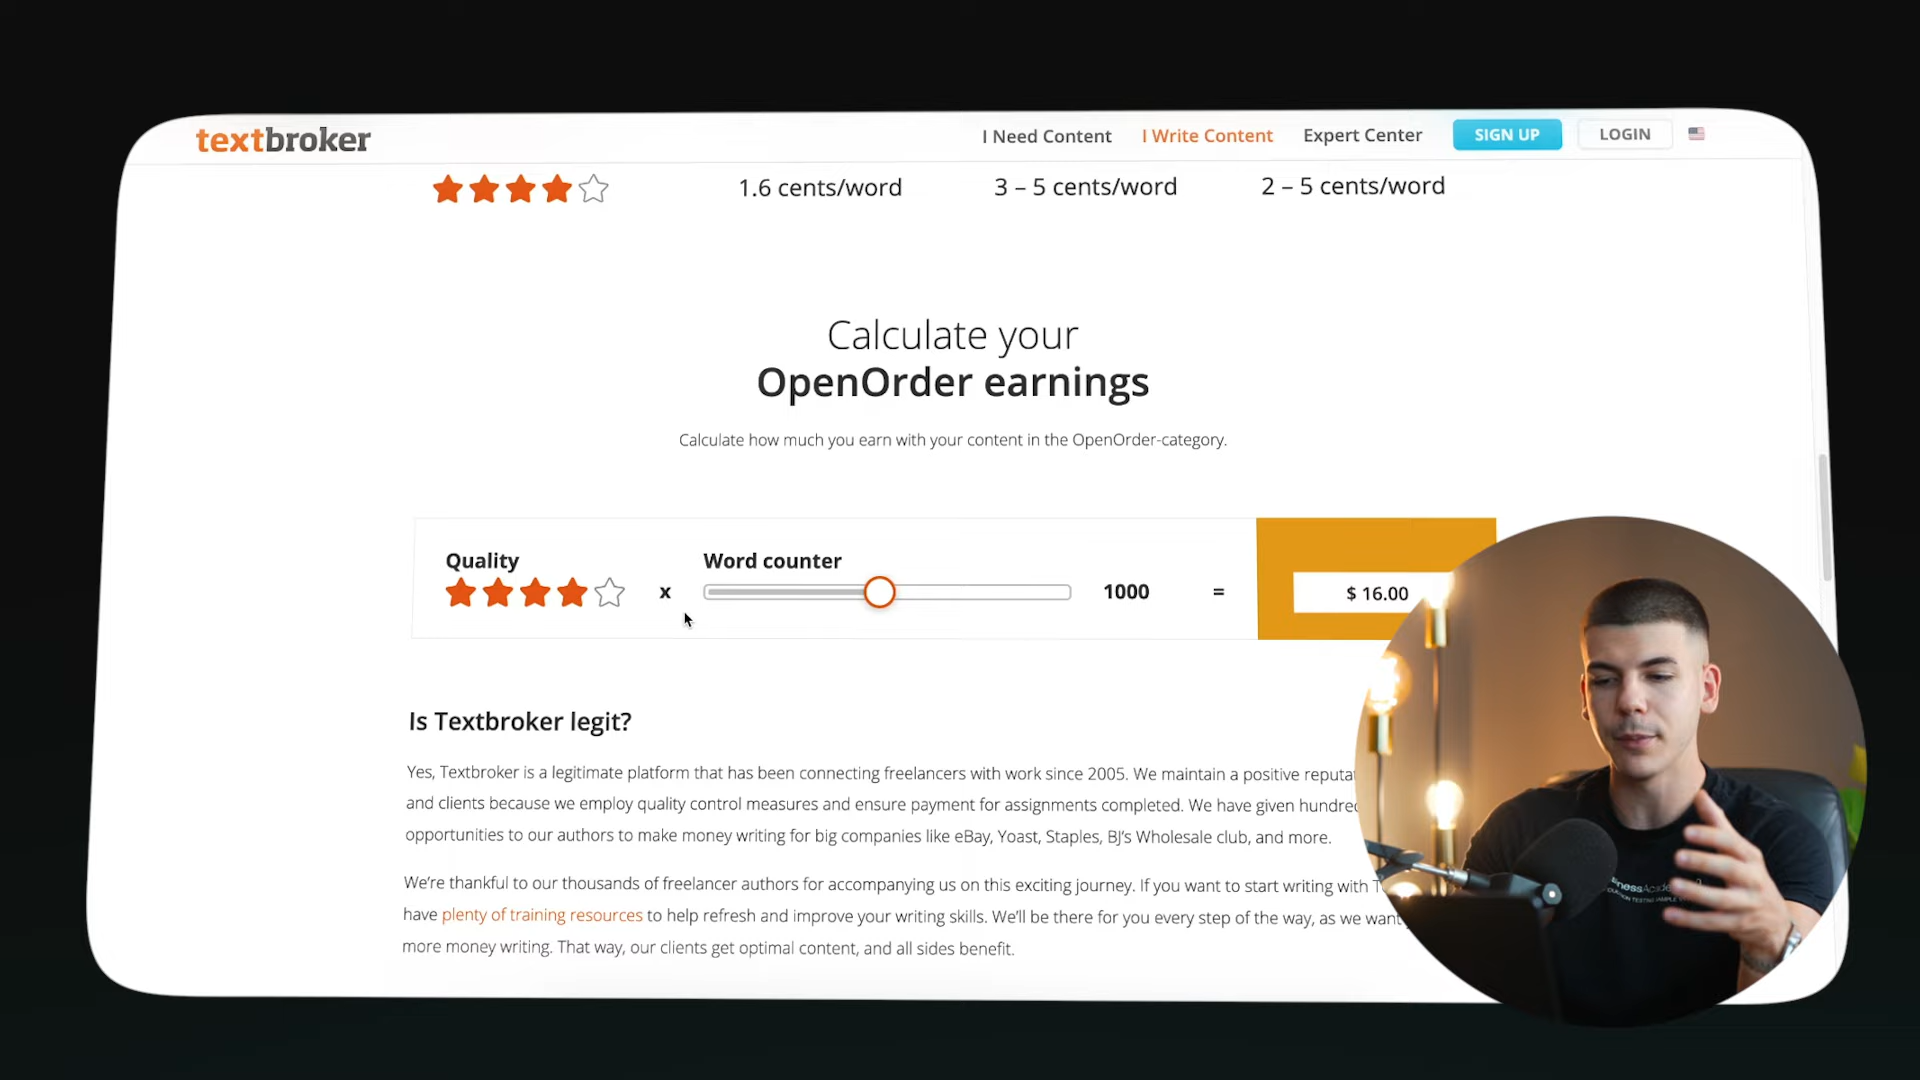 textbroker
I Need Content
I Write Content
Expert Center
SIGN UP
LOGIN
1.6 cents/word
3 – 5 cents/word
2 – 5 cents/word
Calculate your
OpenOrder earnings
Calculate how much you earn with your content in the OpenOrder-category.
Quality
x
Word counter
1000
=
$ 16.00
Is Textbroker legit?
Yes, Textbroker is a legitimate platform that has been connecting freelancers with work since 2005. We maintain a positive
and clients because we employ quality control measures and ensure payment for assignments completed. We have given
opportunities to our authors to make money writing for big companies like eBay, Yoast, Staples, BJ's Wholesale club, and more.
We're thankful to our thousands of freelancer authors for accompanying us on this exciting journey. If you want to start writing with
have plenty of training resources to help refresh and improve your writing skills. We'll be there for you every step of the way, as we want
more money writing. That way, our clients get optimal content, and all sides benefit.